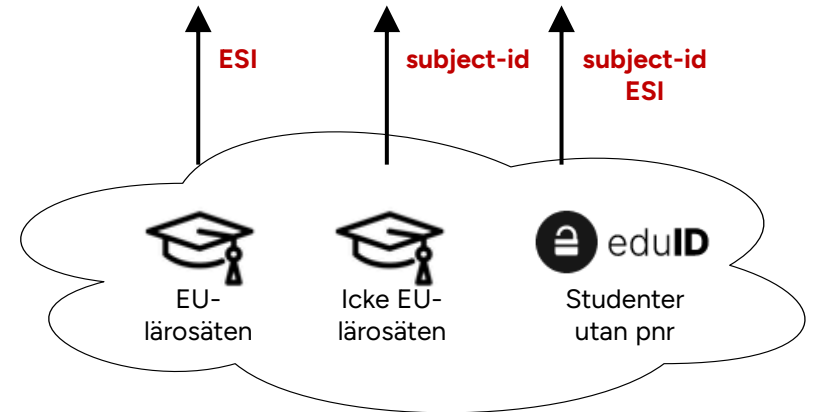 ESI
subject-id
subject-id
ESI
eduID
EU-
lärosäten
Icke EU-
lärosäten
Studenter
utan pnr